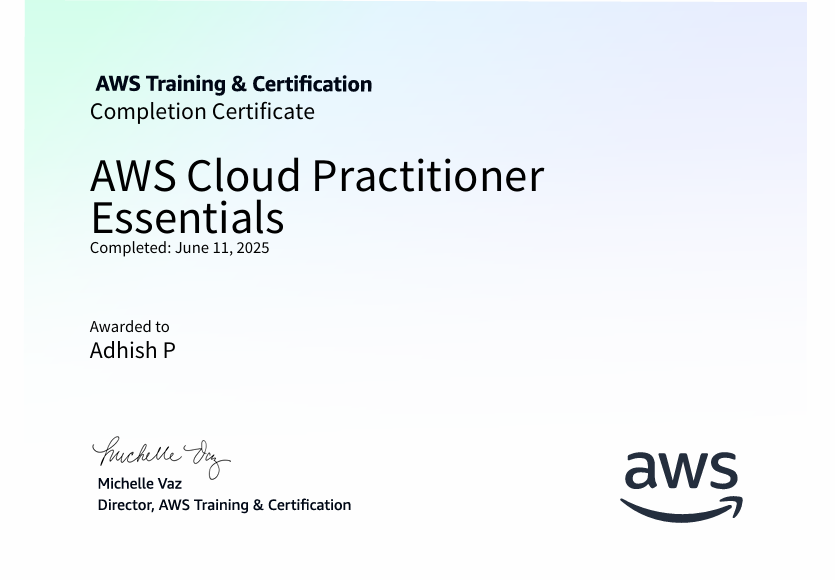 AWS Training & Certification
Completion Certificate
AWS Cloud Practitioner
Essentials
Completed: June 11, 2025
Awarded to
Adhish P
Michelle Vaz
Michelle Vaz
Director, AWS Training & Certification
aws